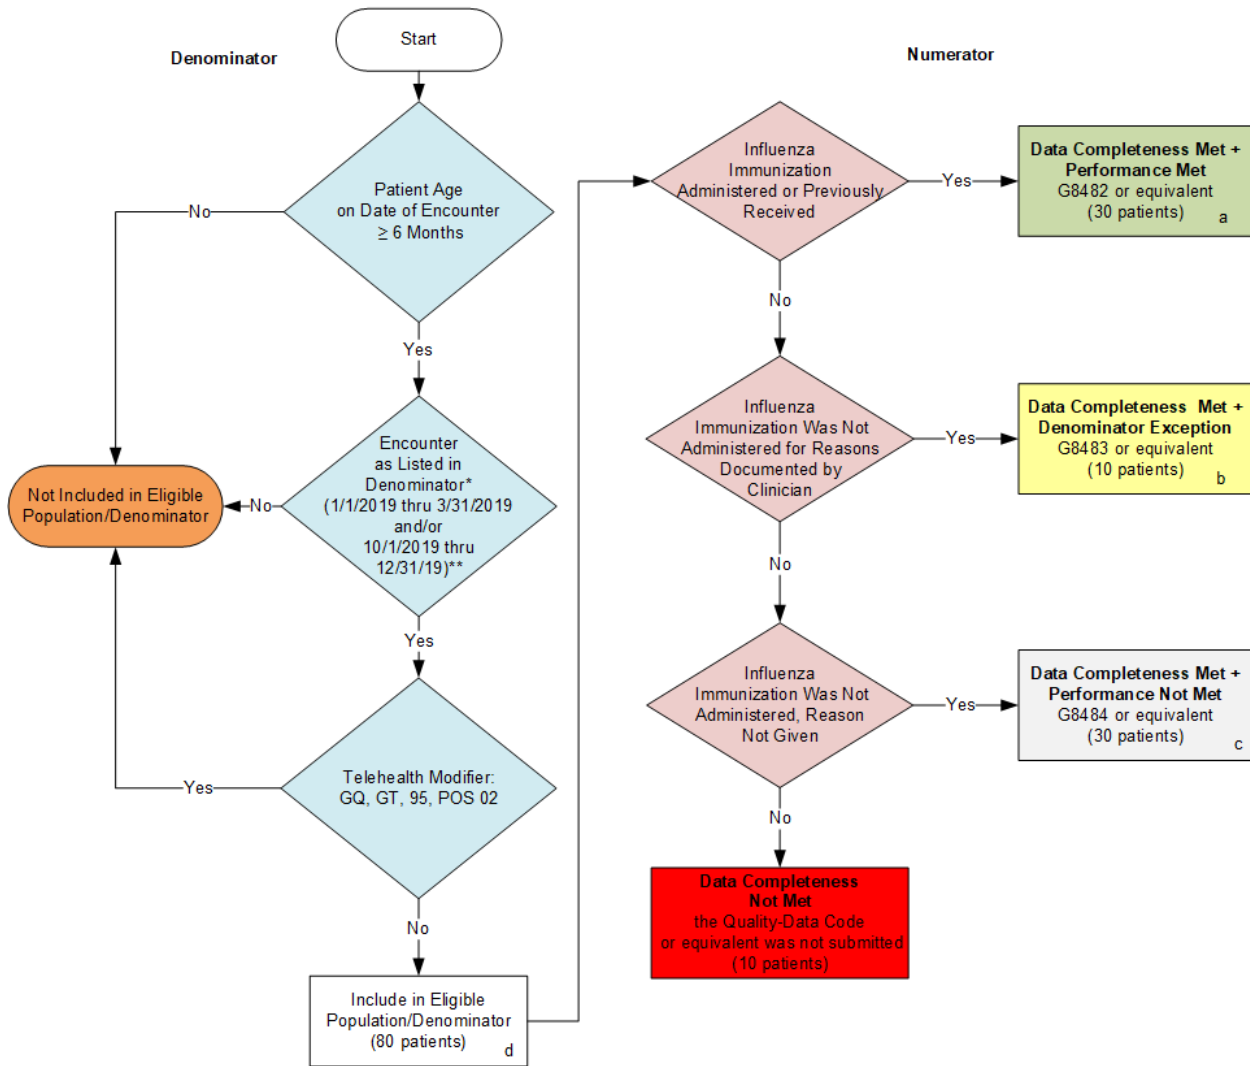 Start
Denominator
Numerator
Patient Age
on Date of Encounter
≥ 6 Months
No
Yes
Encounter
as Listed in
Denominator*
(1/1/2019 thru 3/31/2019
and/or
10/1/2019 thru
12/31/19)**
No
Not Included in Eligible
Population/Denominator
Yes
Telehealth Modifier:
GQ, GT, 95, POS 02
Yes
No
Include in Eligible
Population/Denominator
(80 patients)
d
Influenza
Immunization
Administered or Previously
Received
Yes
Data Completeness Met +
Performance Met
G8482 or equivalent
(30 patients)
a
No
Influenza
Immunization Was Not
Administered for Reasons
Documented by
Clinician
Yes
Data Completeness Met +
Denominator Exception
G8483 or equivalent
(10 patients)
b
No
Influenza
Immunization Was Not
Administered, Reason
Not Given
Yes
Data Completeness Met +
Performance Not Met
G8484 or equivalent
(30 patients)
c
No
Data Completeness
Not Met
the Quality-Data Code
or equivalent was not submitted
(10 patients)